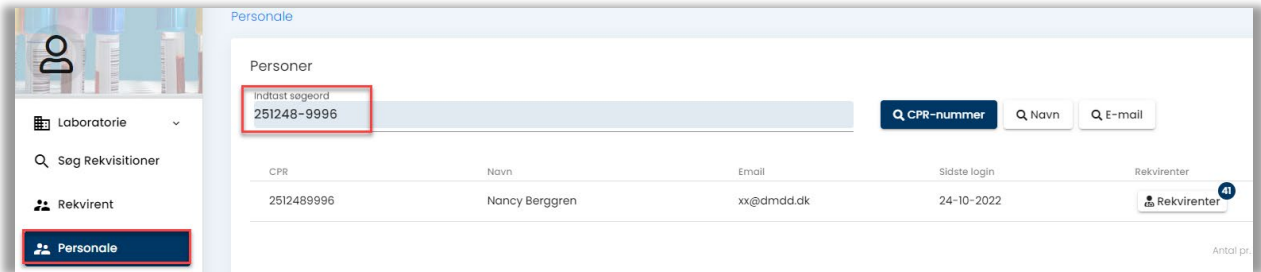 Personale
Personer
Indtast søgeord
251248-9996
CPR-nummer
Navn
E-mail
Laboratorie
Søg Rekvisitioner
Rekvirent
Personale
CPR Navn Email Sidste login Rekvirenter
2512489996 Nancy Berggren xx@dmdd.dk 24-10-2022 Rekvirenter 41
Antal pr.